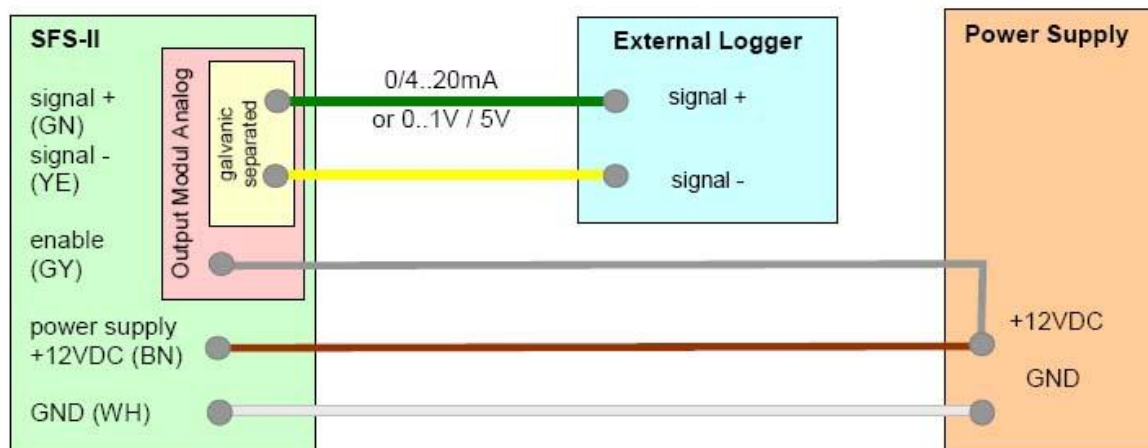 SFS-II
signal +
(GN)
signal -
(YE)
enable
(GY)
power supply
+12VDC (BN)
GND (WH)
Output Modul Analog
galvanic
separated
0/4..20mA
or 0..1V / 5V
External Logger
signal +
signal -
Power Supply
+12VDC
GND